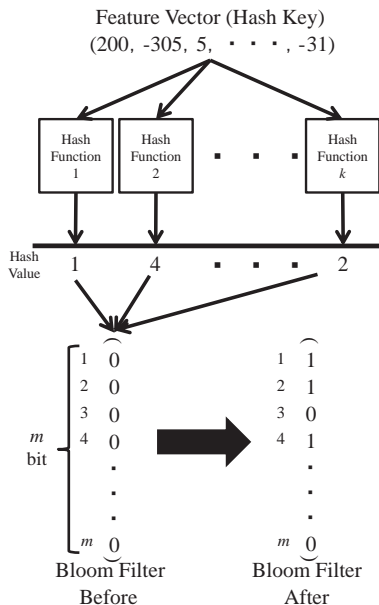 Feature Vector (Hash Key)
(200, -305, 5, · · · , -31)
Hash Function 1
Hash Function 2
· · ·
Hash Function k
Hash Value
1 4 · · · 2
m bit
1 0
2 0
3 0
4 0
·
·
·
m 0
Bloom Filter Before
1 1
2 1
3 0
4 1
·
·
·
m 0
Bloom Filter After